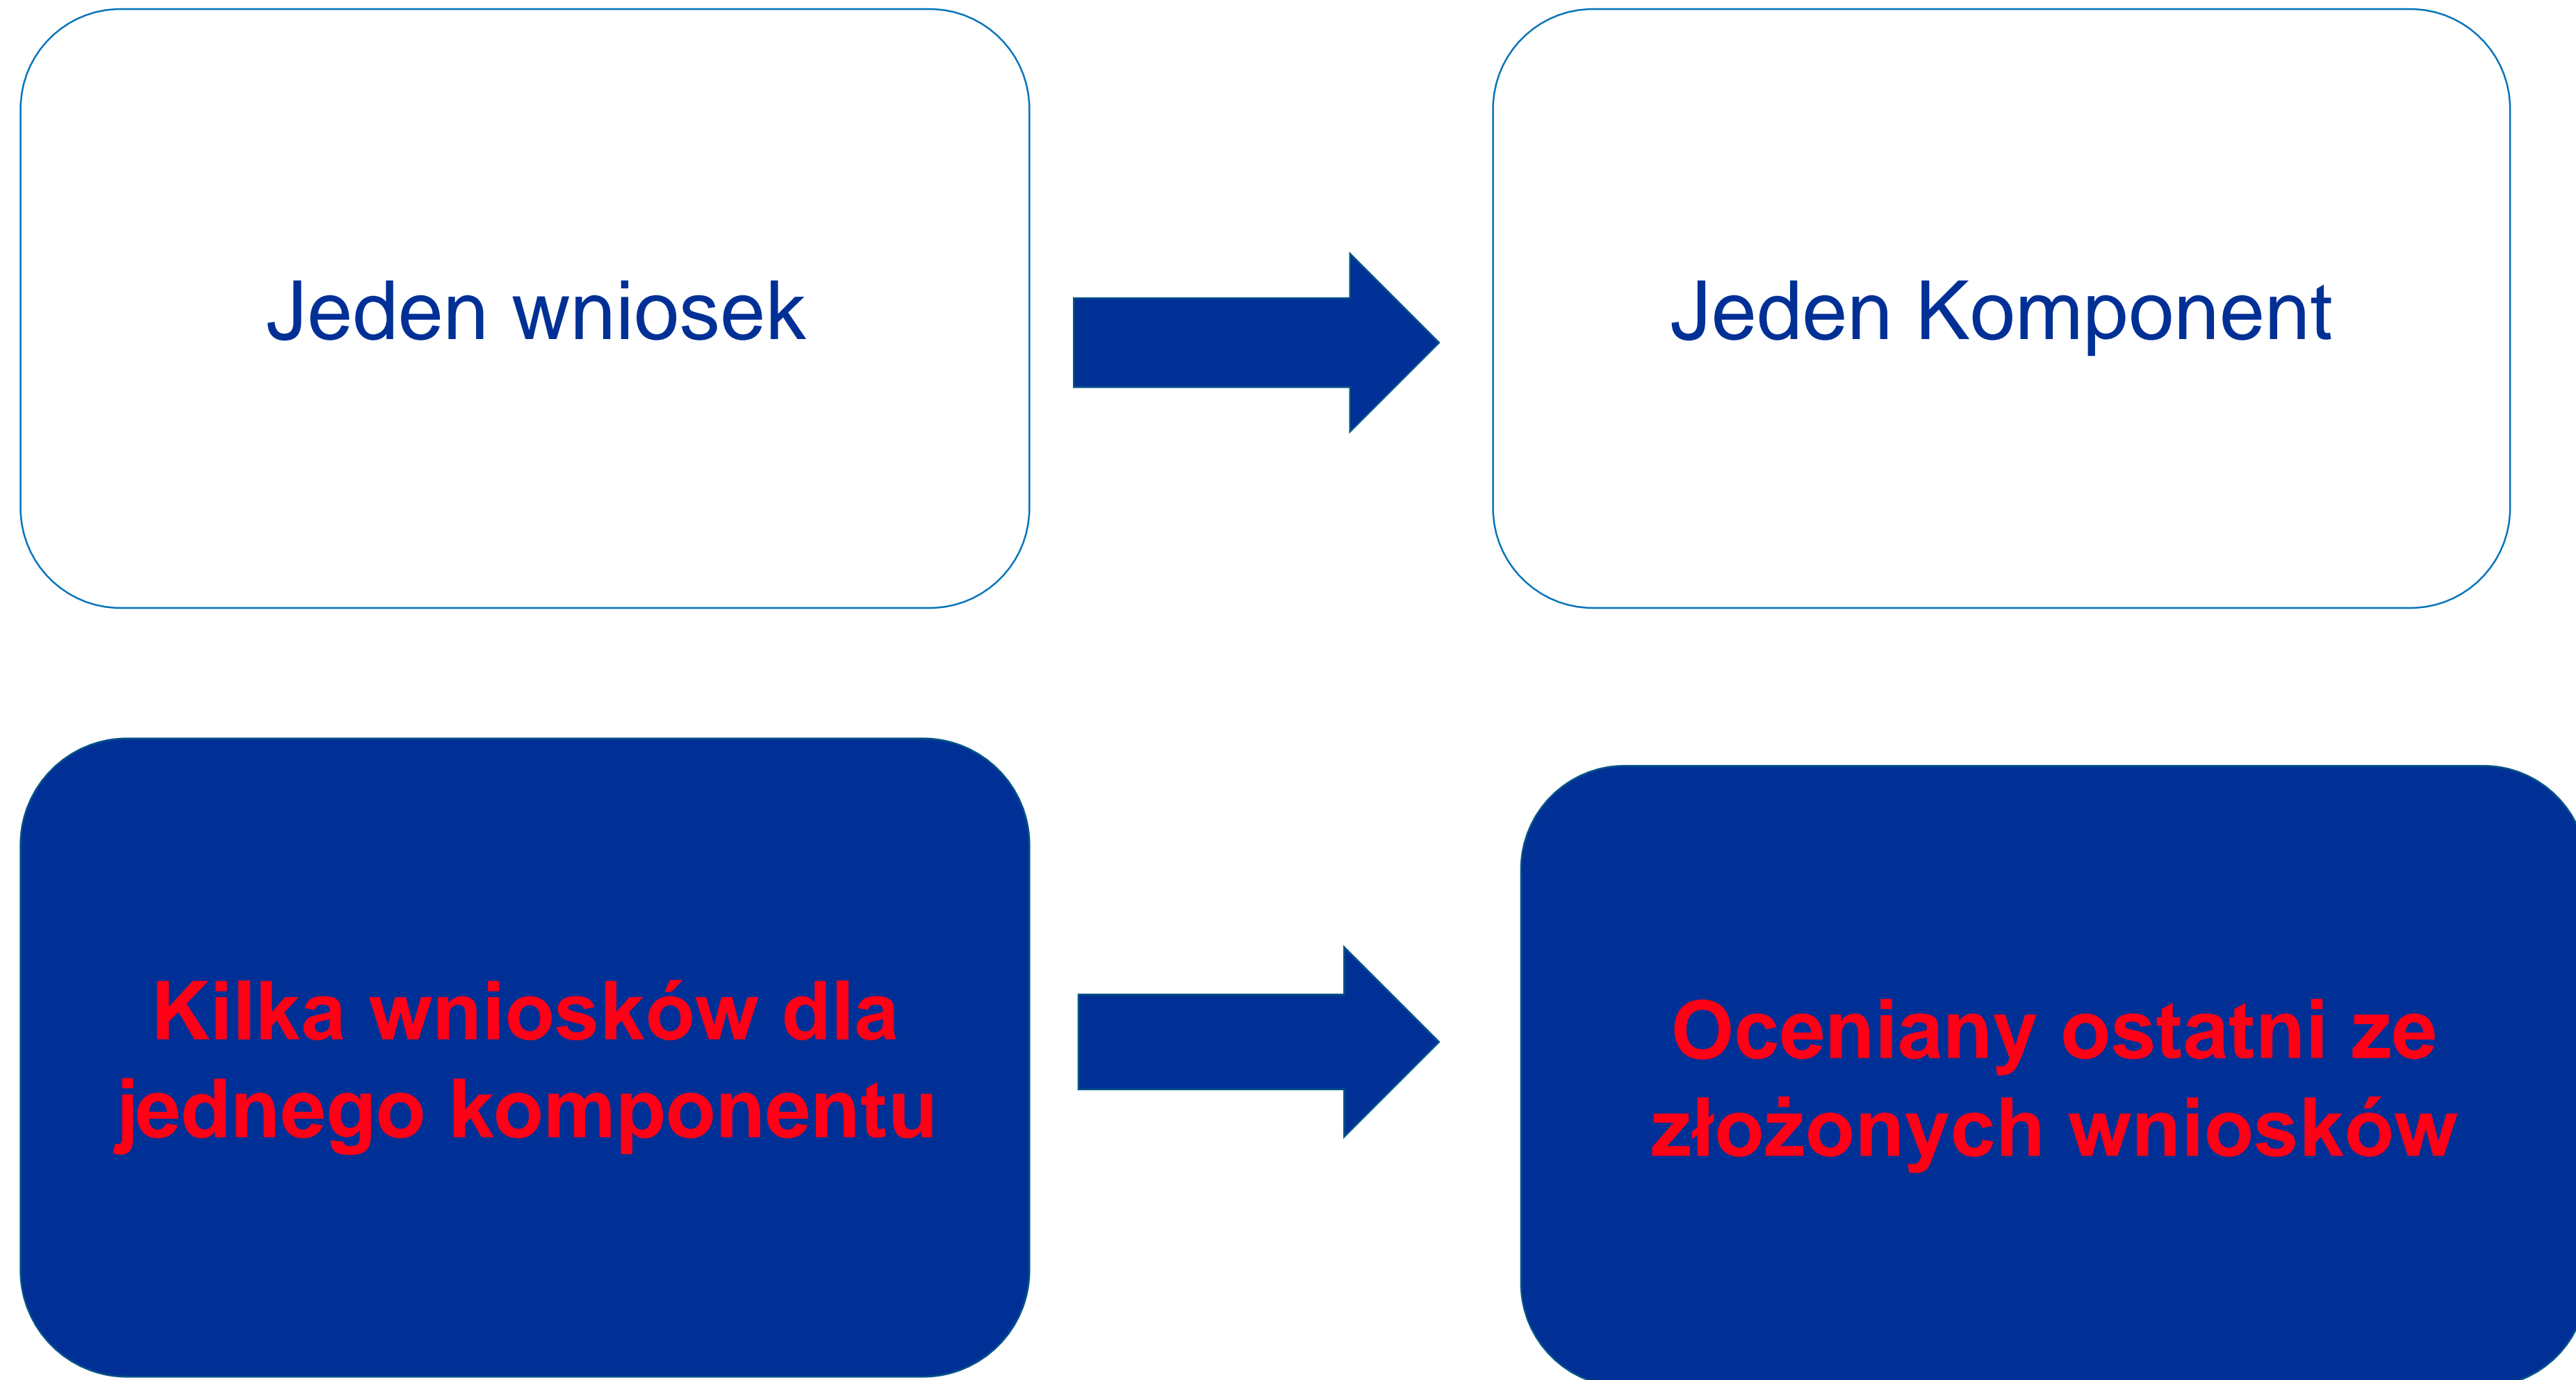 Jeden wniosek
Jeden Komponent
Kilka wniosków dla
jednego komponentu
Oceniany ostatni ze
złożonych wniosków